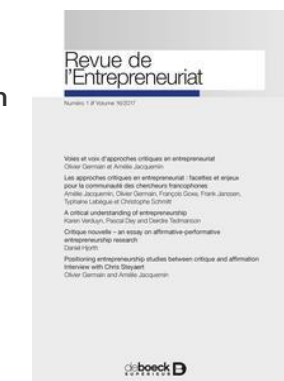 n
Revue de
l'Entrepreneuriat
Numéro 1 // Volume 16/2017
Voies et voix d'approches critiques en entrepreneuriat
Olivier Germain et Amélie Jacquemin
Les approches critiques en entrepreneuriat : facettes et enjeux
pour la communauté des chercheurs francophones
Amélie Jacquemin, Olivier Germain, François Goxe, Frank Janssen,
Typhaine Lebègue et Christophe Schmitt
A critical understanding of entrepreneurship
Karen Verduyn, Pascal Dey and Deirdre Tedmanson
Critique nouvelle – an essay on affirmative-performative
entrepreneurship research
Daniel Hjorth
Positioning entrepreneurship studies between critique and affirmation
Interview with Chris Steyaert
Olivier Germain and Amélie Jacquemin
deboeck B
SUPÉRIEUR